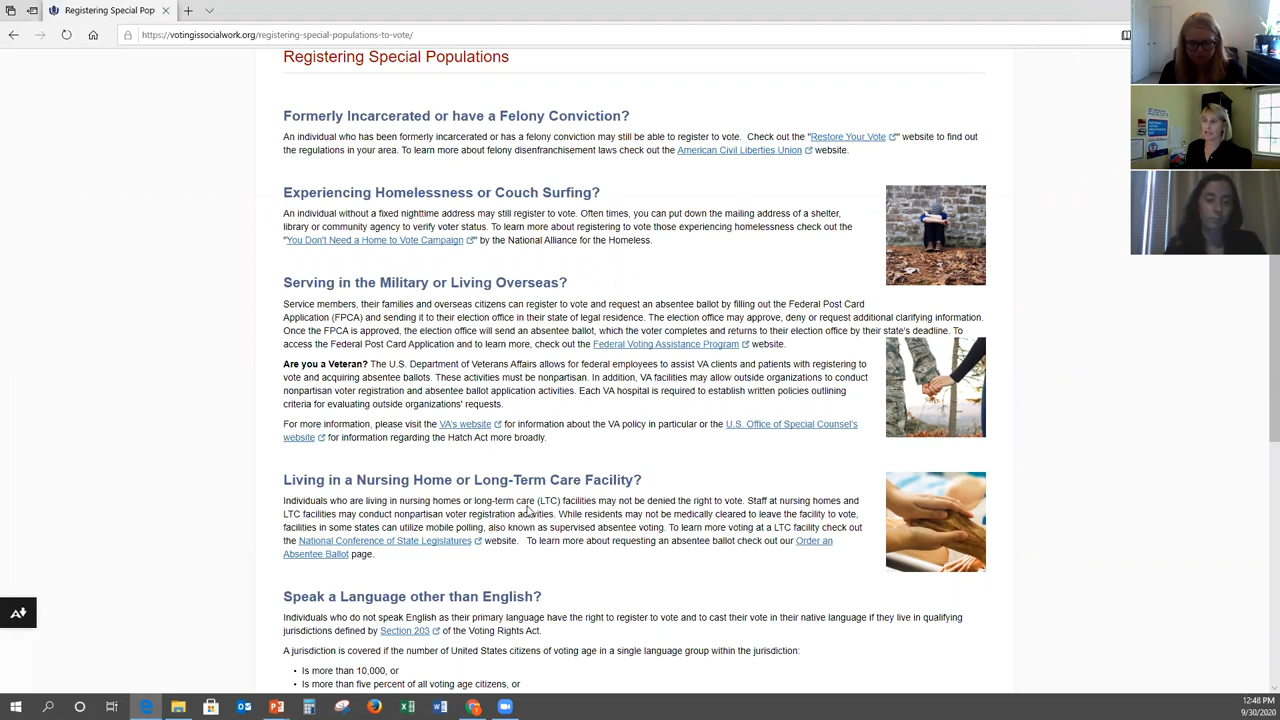 Registering Special Pop
https://votingissocialwork.org/registering-special-populations-to-vote/
Registering Special Populations
Formerly Incarcerated or have a Felony Conviction?
An individual who has been formerly incarcerated or has a felony conviction may still be able to register to vote. Check out the "Restore Your Vote" website to find out
the regulations in your area. To learn more about felony disenfranchisement laws check out the American Civil Liberties Union website.
Experiencing Homelessness or Couch Surfing?
An individual without a fixed nighttime address may still register to vote. Often times, you can put down the mailing address of a shelter,
library or community agency to verify voter status. To learn more about registering to vote those experiencing homelessness check out the
"You Don't Need a Home to Vote Campaign" by the National Alliance for the Homeless.
Serving in the Military or Living Overseas?
Service members, their families and overseas citizens can register to vote and request an absentee ballot by filling out the Federal Post Card
Application (FPCA) and sending it to their election office in their state of legal residence. The election office may approve, deny or request additional clarifying information.
Once the FPCA is approved, the election office will send an absentee ballot, which the voter completes and returns to their election office by their state's deadline. To
access the Federal Post Card Application and to learn more, check out the Federal Voting Assistance Program website.
Are you a Veteran? The U.S. Department of Veterans Affairs allows for federal employees to assist VA clients and patients with registering to
vote and acquiring absentee ballots. These activities must be nonpartisan. In addition, VA facilities may allow outside organizations to conduct
nonpartisan voter registration and absentee ballot application activities. Each VA hospital is required to establish written policies outlining
criteria for evaluating outside organizations' requests.
For more information, please visit the VA's website for information about the VA policy in particular or the U.S. Office of Special Counsel's
website for information regarding the Hatch Act more broadly.
Living in a Nursing Home or Long-Term Care Facility?
Individuals who are living in nursing homes or long-term care (LTC) facilities may not be denied the right to vote. Staff at nursing homes and
LTC facilities may conduct nonpartisan voter registration activities. While residents may not be medically cleared to leave the facility to vote,
facilities in some states can utilize mobile polling, also known as supervised absentee voting. To learn more voting at a LTC facility check out
the National Conference of State Legislatures website. To learn more about requesting an absentee ballot check out our Order an
Absentee Ballot page.
Speak a Language other than English?
Individuals who do not speak English as their primary language have the right to register to vote and to cast their vote in their native language if they live in qualifying
jurisdictions defined by Section 203 of the Voting Rights Act.
A jurisdiction is covered if the number of United States citizens of voting age in a single language group within the jurisdiction:
• Is more than 10,000, or
• Is more than five percent of all voting age citizens, or
12:48 PM
9/30/2020